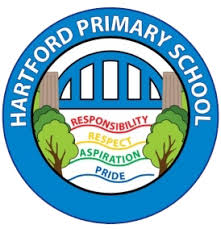 HARTFORD PRIMARY SCHOOL
RESPONSIBILITY
RESPECT
ASPIRATION
PRIDE